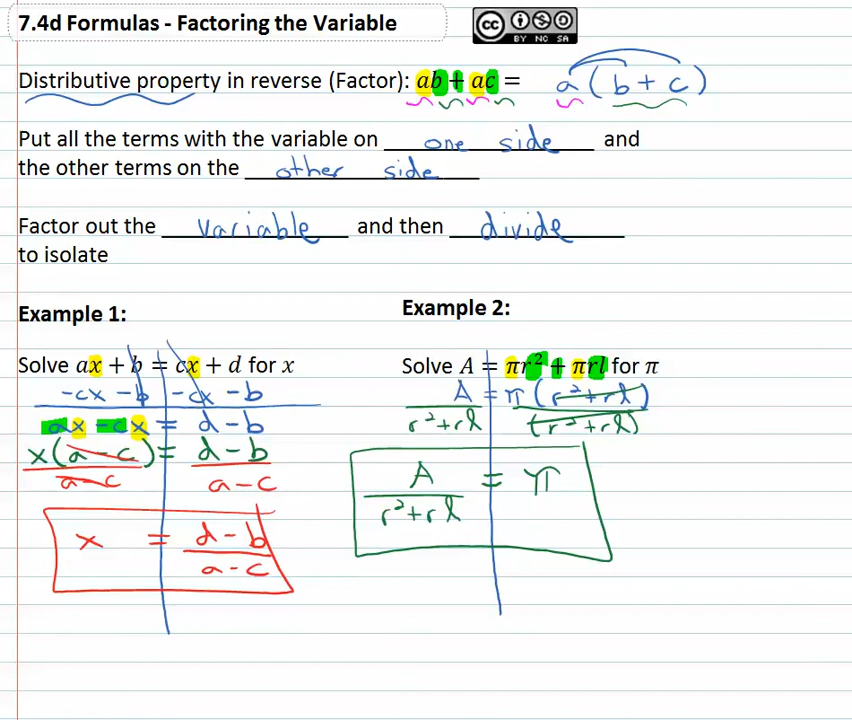 7.4d Formulas - Factoring the Variable
cc BY NC SA
Distributive property in reverse (Factor): ab + ac = a(b + c)
Put all the terms with the variable on one side and
the other terms on the other side
Factor out the variable and then divide
to isolate
Example 1:
Solve ax + b = cx + d for x
-cx - b -cx - b
ax - cx = d - b
x(a - c) = d - b
a - c a - c
x = d - b
a - c
Example 2:
Solve A = πr² + πrl for π
A = π(r² + rl)
r² + rl (r² + rl)
A = π
r² + rl